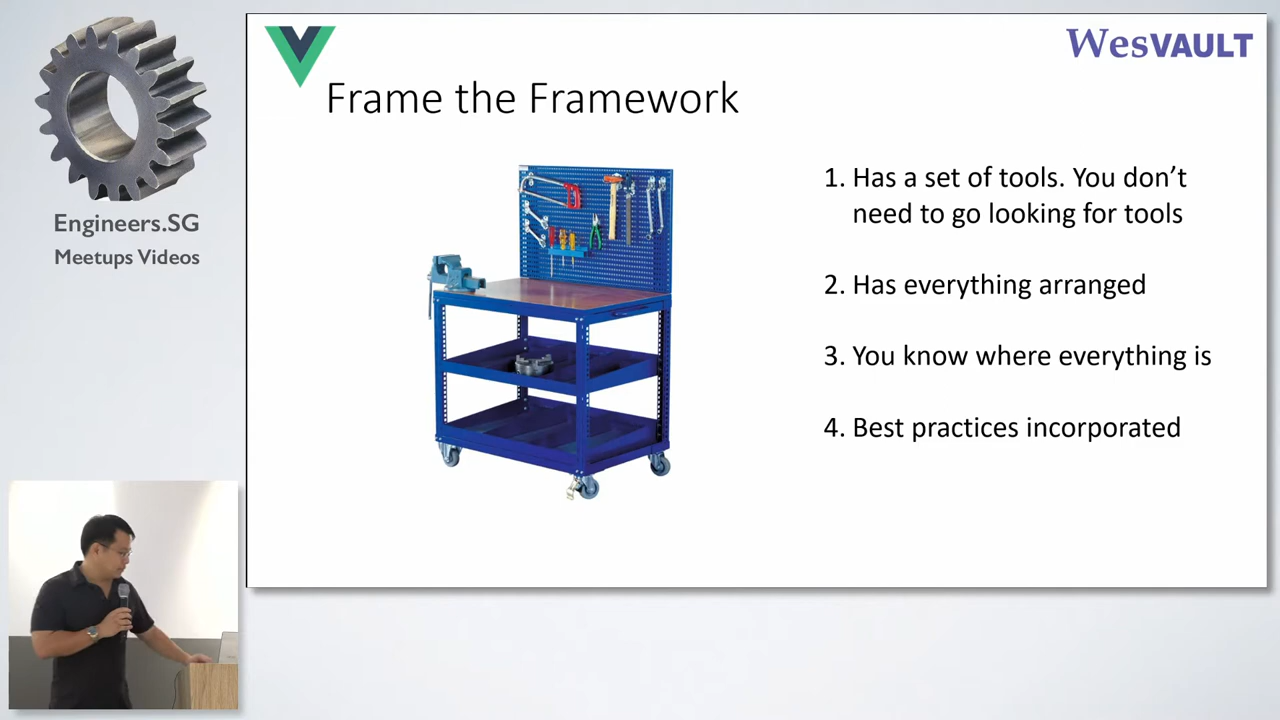 WesVAULT
Frame the Framework
1. Has a set of tools. You don't
need to go looking for tools
2. Has everything arranged
3. You know where everything is
4. Best practices incorporated
Engineers.SG
Meetups Videos